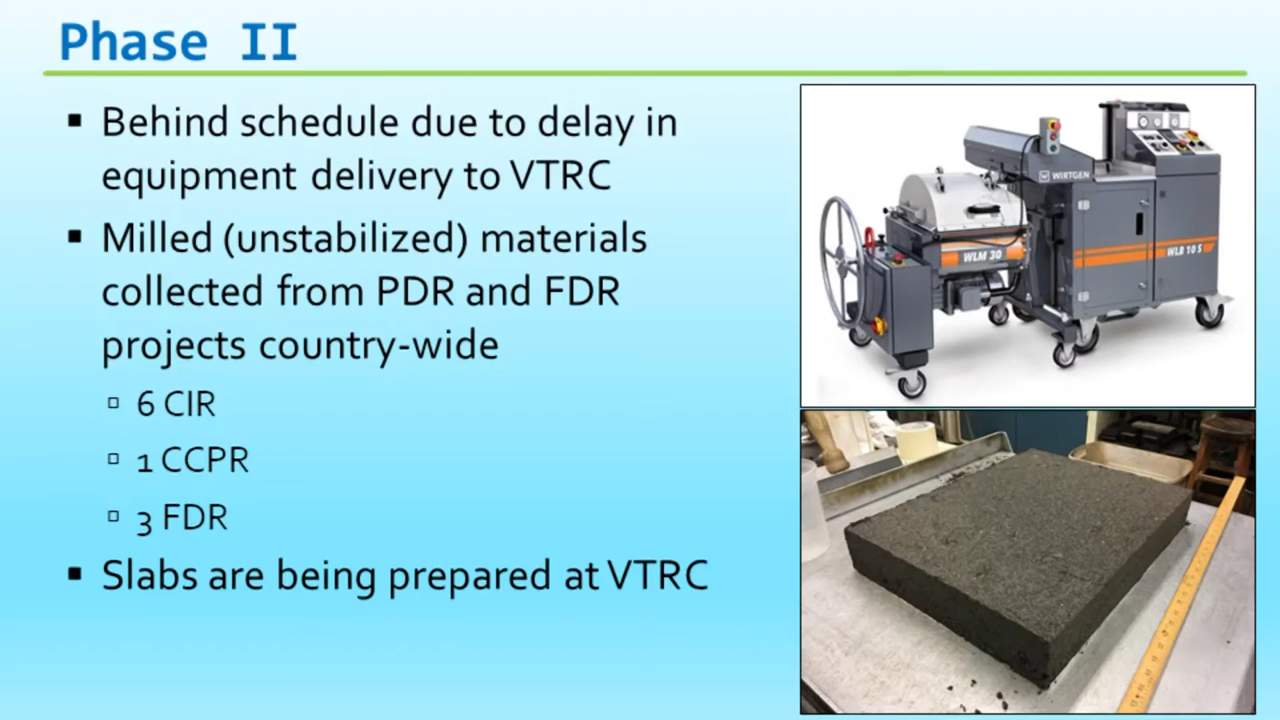 Phase II
▪ Behind schedule due to delay in
equipment delivery to VTRC
▪ Milled (unstabilized) materials
collected from PDR and FDR
projects country-wide
▫ 6 CIR
▫ 1 CCPR
▫ 3 FDR
▪ Slabs are being prepared at VTRC
WIRTGEN
WLM 30
WLB 10 S